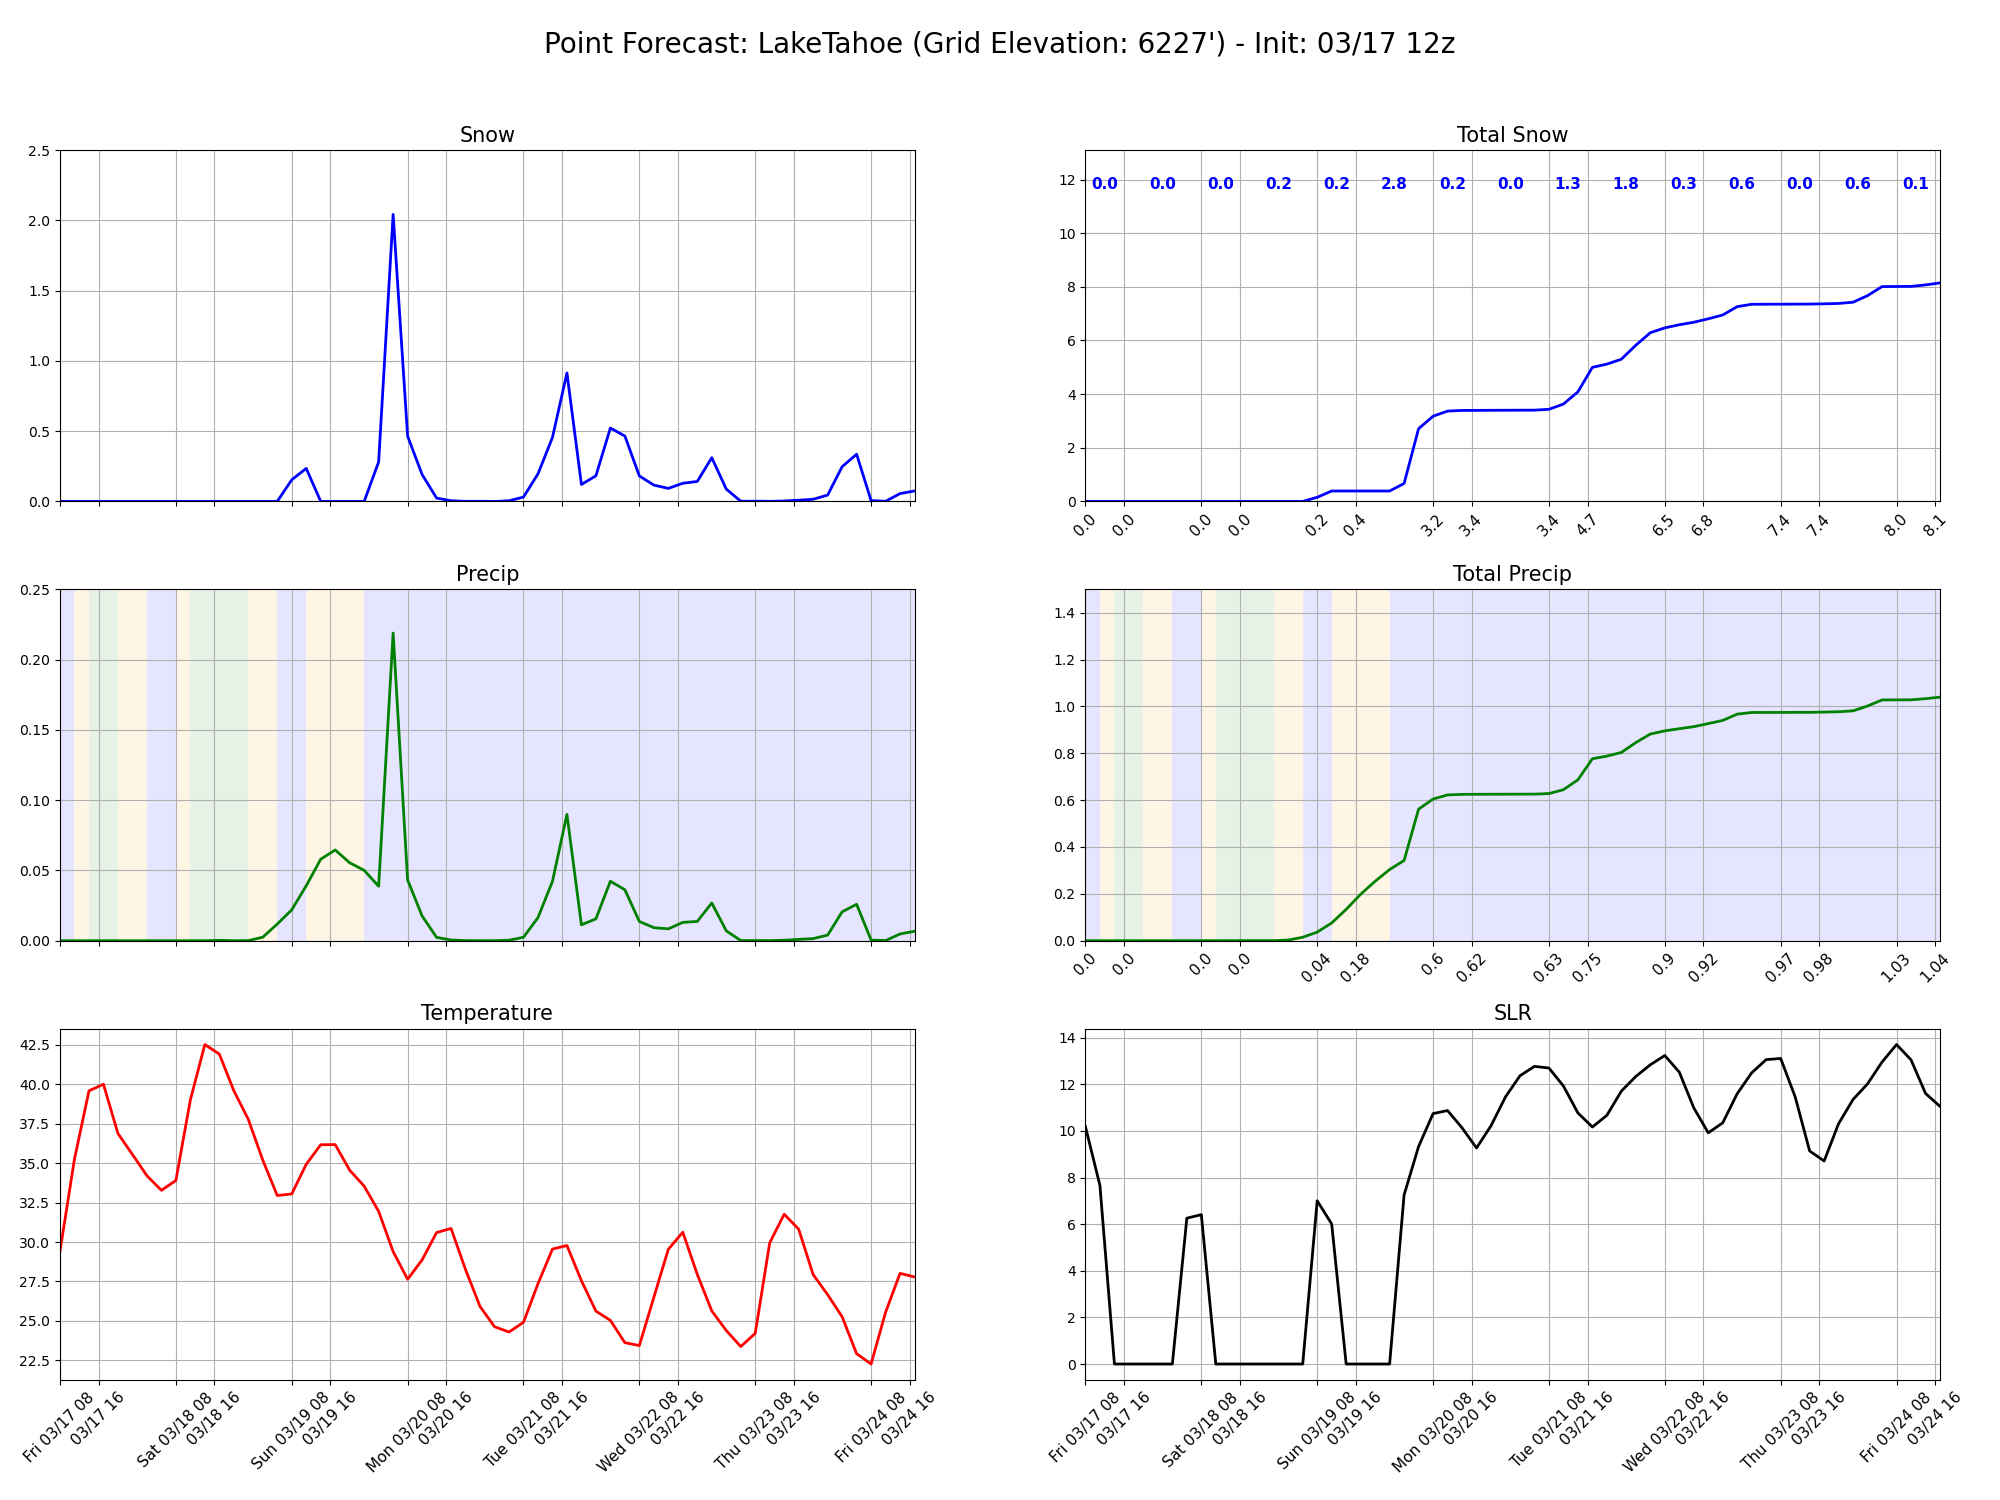 Point Forecast: LakeTahoe (Grid Elevation: 6227') - Init: 03/17 12z
Snow
2.5
2.0
1.5
1.0
0.5
0.0
Total Snow
12
10
8
6
4
2
0
0.0 0.0 0.0 0.2 0.2 2.8 0.2 0.0 1.3 1.8 0.3 0.6 0.0 0.6 0.1
0.0 0.0 0.0 0.0 0.2 0.4 3.2 3.4 3.4 4.7 6.5 6.8 7.4 7.4 8.0 8.1
Precip
0.25
0.20
0.15
0.10
0.05
0.00
Total Precip
1.4
1.2
1.0
0.8
0.6
0.4
0.2
0.0
0.0 0.0 0.0 0.0 0.04 0.18 0.6 0.62 0.63 0.75 0.9 0.92 0.97 0.98 1.03 1.04
Temperature
42.5
40.0
37.5
35.0
32.5
30.0
27.5
25.0
22.5
Fri 03/17 08
03/17 16
Sat 03/18 08
03/18 16
Sun 03/19 08
03/19 16
Mon 03/20 08
03/20 16
Tue 03/21 08
03/21 16
Wed 03/22 08
03/22 16
Thu 03/23 08
03/23 16
Fri 03/24 08
03/24 16
SLR
14
12
10
8
6
4
2
0
Fri 03/17 08
03/17 16
Sat 03/18 08
03/18 16
Sun 03/19 08
03/19 16
Mon 03/20 08
03/20 16
Tue 03/21 08
03/21 16
Wed 03/22 08
03/22 16
Thu 03/23 08
03/23 16
Fri 03/24 08
03/24 16